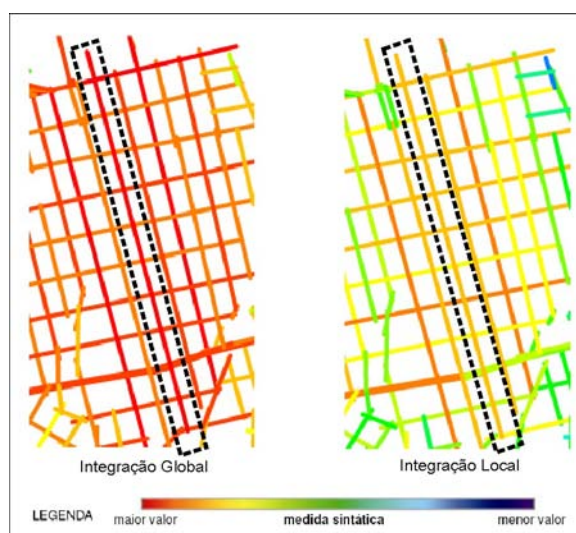 Integração Global
Integração Local
LEGENDA
maior valor
medida sintática
menor valor